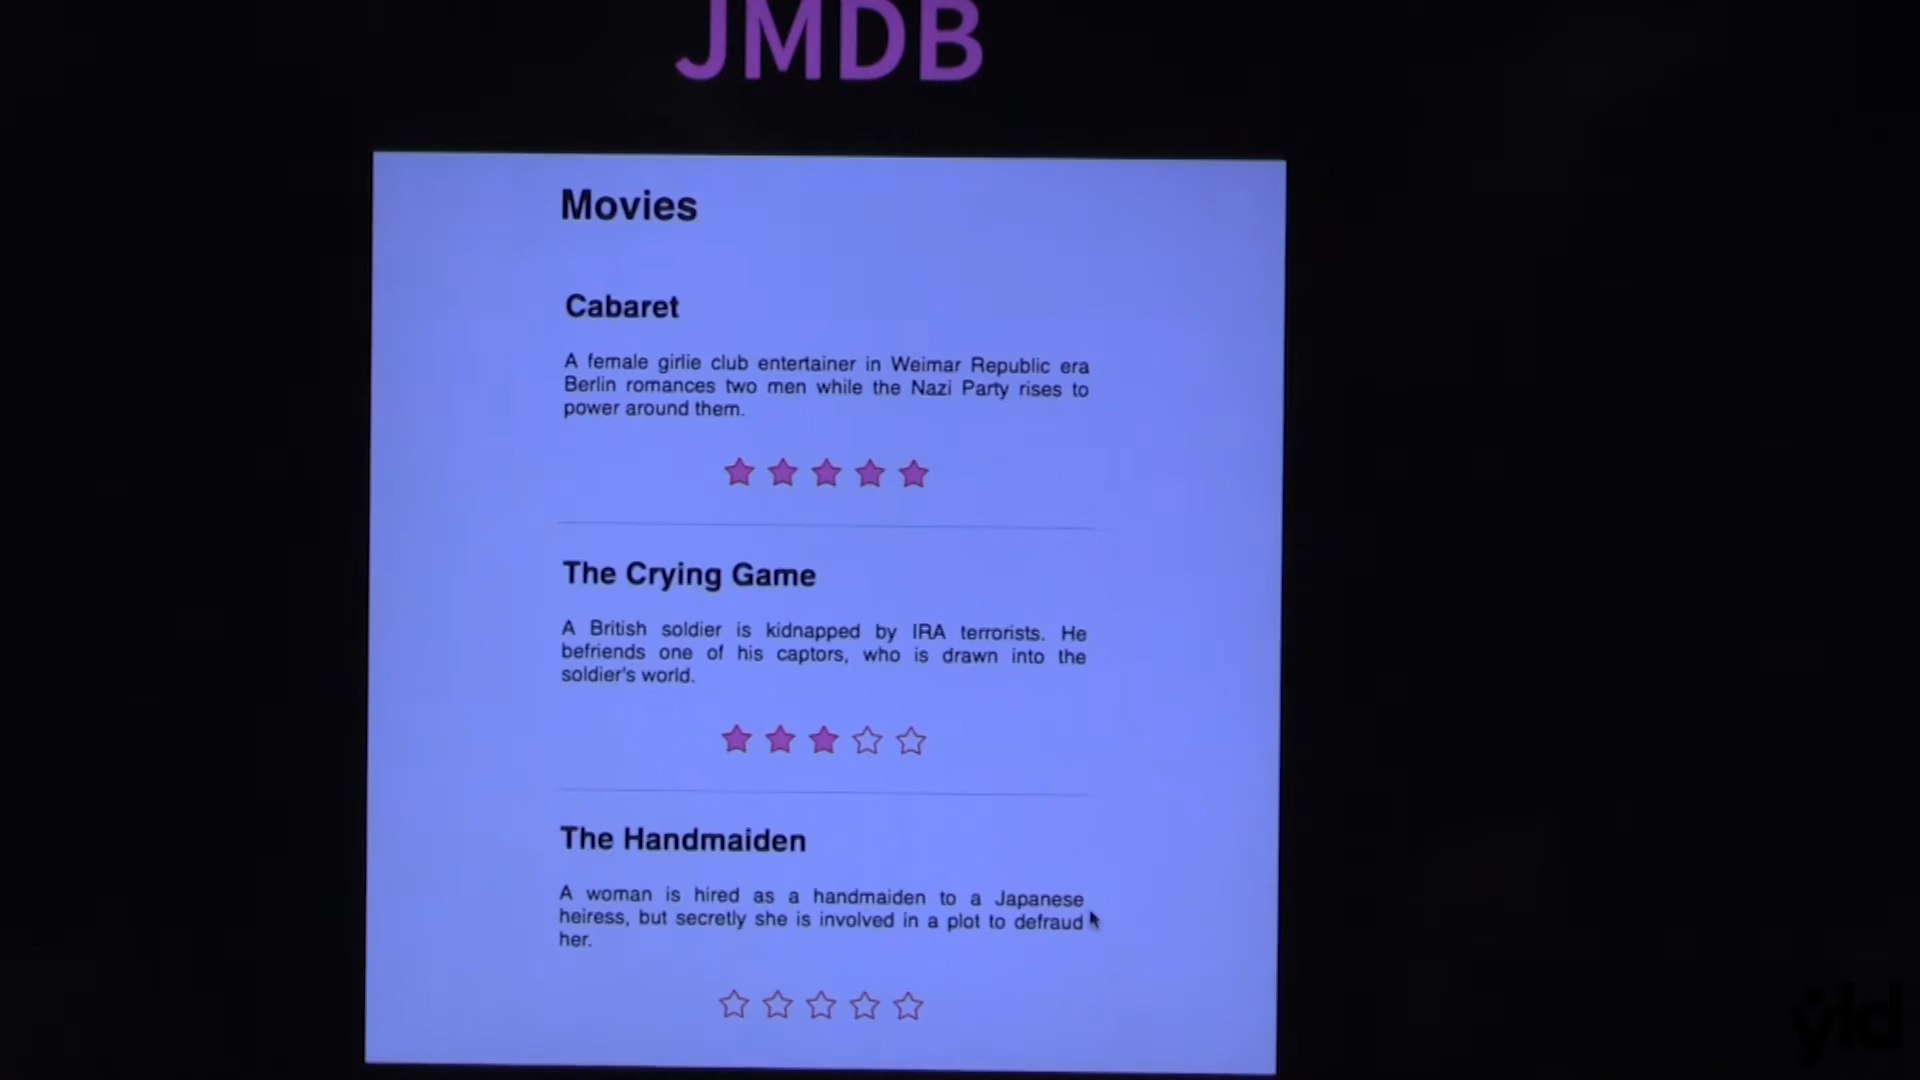 JMDB
Movies
Cabaret
A female girlie club entertainer in Weimar Republic era
Berlin romances two men while the Nazi Party rises to
power around them.
The Crying Game
A British soldier is kidnapped by IRA terrorists. He
befriends one of his captors, who is drawn into the
soldier's world.
The Handmaiden
A woman is hired as a handmaiden to a Japanese
heiress, but secretly she is involved in a plot to defraud
her.
yld